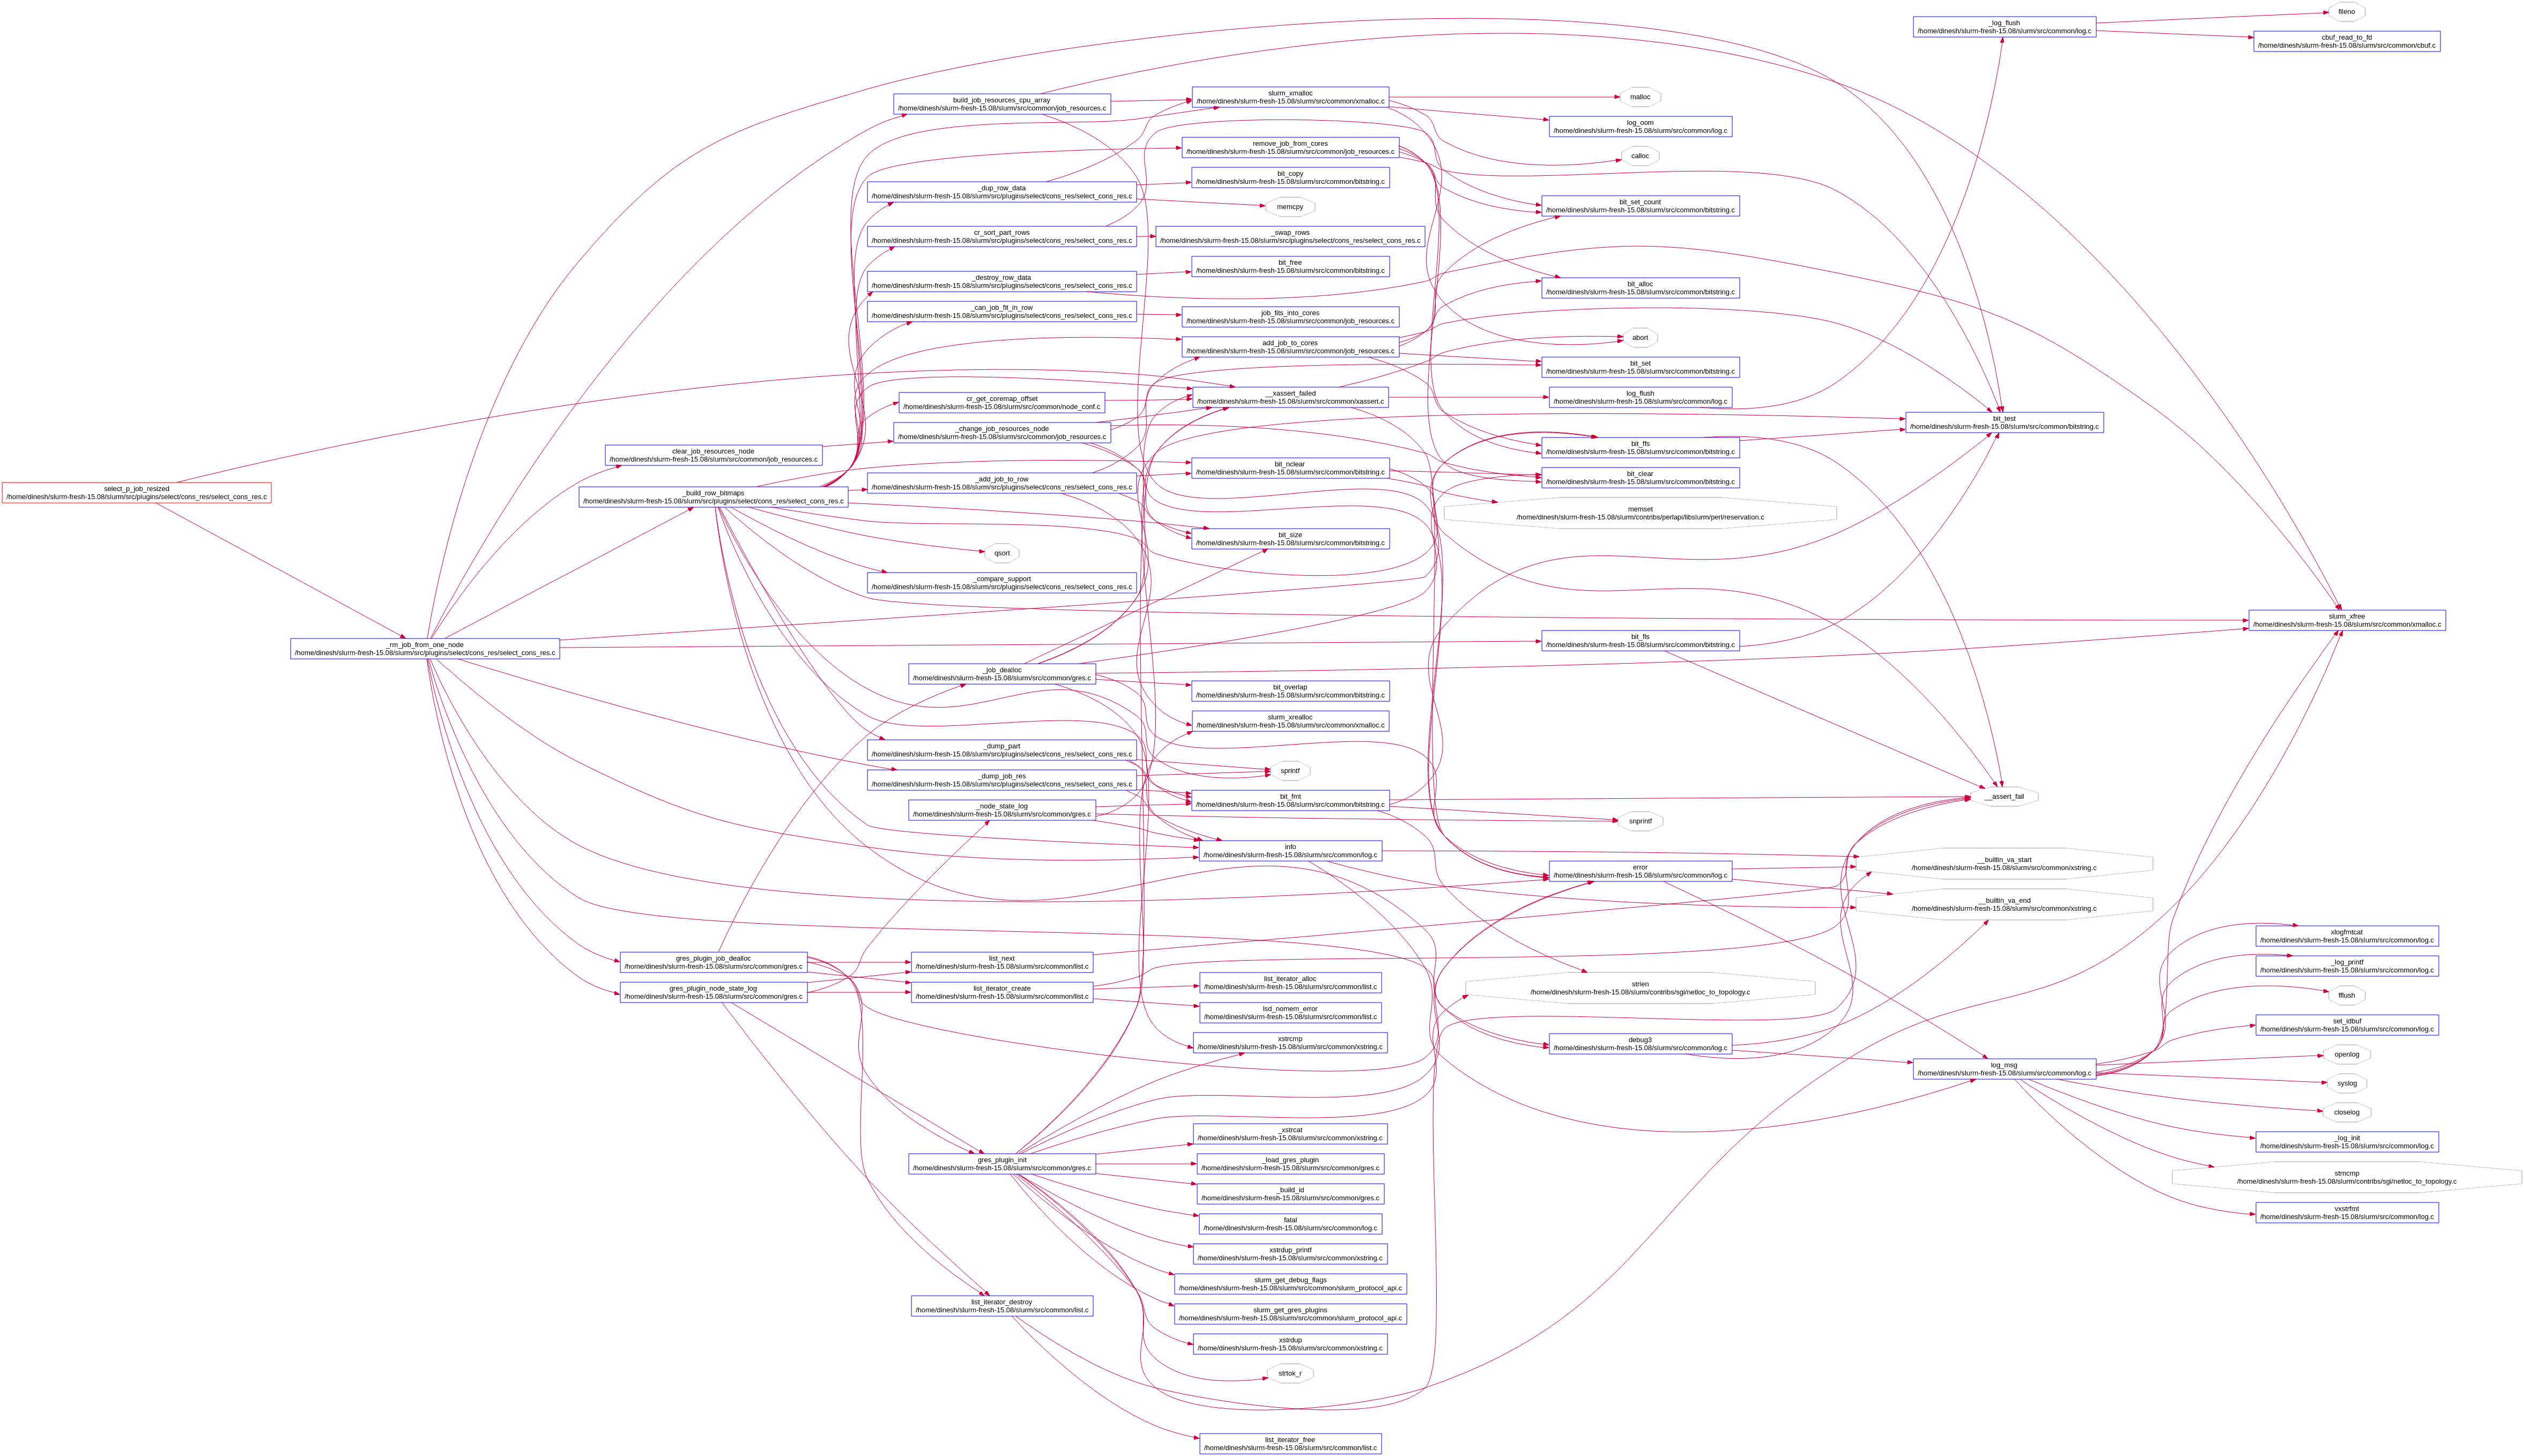 select_p_job_resized
/home/dinesh/slurm-fresh-15.08/slurm/src/plugins/select/cons_res/select_cons_res.c
_rm_job_from_one_node
/home/dinesh/slurm-fresh-15.08/slurm/src/plugins/select/cons_res/select_cons_res.c
clear_job_resources_node
/home/dinesh/slurm-fresh-15.08/slurm/src/common/job_resources.c
_build_row_bitmaps
/home/dinesh/slurm-fresh-15.08/slurm/src/plugins/select/cons_res/select_cons_res.c
gres_plugin_job_dealloc
/home/dinesh/slurm-fresh-15.08/slurm/src/common/gres.c
gres_plugin_node_state_log
/home/dinesh/slurm-fresh-15.08/slurm/src/common/gres.c
build_job_resources_cpu_array
/home/dinesh/slurm-fresh-15.08/slurm/src/common/job_resources.c
_dup_row_data
/home/dinesh/slurm-fresh-15.08/slurm/src/plugins/select/cons_res/select_cons_res.c
cr_sort_part_rows
/home/dinesh/slurm-fresh-15.08/slurm/src/plugins/select/cons_res/select_cons_res.c
_destroy_row_data
/home/dinesh/slurm-fresh-15.08/slurm/src/plugins/select/cons_res/select_cons_res.c
_can_job_fit_in_row
/home/dinesh/slurm-fresh-15.08/slurm/src/plugins/select/cons_res/select_cons_res.c
cr_get_coremap_offset
/home/dinesh/slurm-fresh-15.08/slurm/src/common/node_conf.c
_change_job_resources_node
/home/dinesh/slurm-fresh-15.08/slurm/src/common/job_resources.c
_add_job_to_row
/home/dinesh/slurm-fresh-15.08/slurm/src/plugins/select/cons_res/select_cons_res.c
qsort
_compare_support
/home/dinesh/slurm-fresh-15.08/slurm/src/plugins/select/cons_res/select_cons_res.c
_job_dealloc
/home/dinesh/slurm-fresh-15.08/slurm/src/common/gres.c
_dump_part
/home/dinesh/slurm-fresh-15.08/slurm/src/plugins/select/cons_res/select_cons_res.c
_dump_job_res
/home/dinesh/slurm-fresh-15.08/slurm/src/plugins/select/cons_res/select_cons_res.c
_node_state_log
/home/dinesh/slurm-fresh-15.08/slurm/src/common/gres.c
list_next
/home/dinesh/slurm-fresh-15.08/slurm/src/common/list.c
list_iterator_create
/home/dinesh/slurm-fresh-15.08/slurm/src/common/list.c
gres_plugin_init
/home/dinesh/slurm-fresh-15.08/slurm/src/common/gres.c
list_iterator_destroy
/home/dinesh/slurm-fresh-15.08/slurm/src/common/list.c
slurm_xmalloc
/home/dinesh/slurm-fresh-15.08/slurm/src/common/xmalloc.c
remove_job_from_cores
/home/dinesh/slurm-fresh-15.08/slurm/src/common/job_resources.c
bit_copy
/home/dinesh/slurm-fresh-15.08/slurm/src/common/bitstring.c
memcpy
_swap_rows
/home/dinesh/slurm-fresh-15.08/slurm/src/plugins/select/cons_res/select_cons_res.c
bit_free
/home/dinesh/slurm-fresh-15.08/slurm/src/common/bitstring.c
job_fits_into_cores
/home/dinesh/slurm-fresh-15.08/slurm/src/common/job_resources.c
add_job_to_cores
/home/dinesh/slurm-fresh-15.08/slurm/src/common/job_resources.c
__xassert_failed
/home/dinesh/slurm-fresh-15.08/slurm/src/common/xassert.c
bit_nclear
/home/dinesh/slurm-fresh-15.08/slurm/src/common/bitstring.c
bit_size
/home/dinesh/slurm-fresh-15.08/slurm/src/common/bitstring.c
bit_overlap
/home/dinesh/slurm-fresh-15.08/slurm/src/common/bitstring.c
slurm_xrealloc
/home/dinesh/slurm-fresh-15.08/slurm/src/common/xmalloc.c
sprintf
bit_fmt
/home/dinesh/slurm-fresh-15.08/slurm/src/common/bitstring.c
info
/home/dinesh/slurm-fresh-15.08/slurm/src/common/log.c
list_iterator_alloc
/home/dinesh/slurm-fresh-15.08/slurm/src/common/list.c
lsd_nomem_error
/home/dinesh/slurm-fresh-15.08/slurm/src/common/list.c
xstrcmp
/home/dinesh/slurm-fresh-15.08/slurm/src/common/xstring.c
_xstrcat
/home/dinesh/slurm-fresh-15.08/slurm/src/common/xstring.c
_load_gres_plugin
/home/dinesh/slurm-fresh-15.08/slurm/src/common/gres.c
_build_id
/home/dinesh/slurm-fresh-15.08/slurm/src/common/gres.c
fatal
/home/dinesh/slurm-fresh-15.08/slurm/src/common/log.c
xstrdup_printf
/home/dinesh/slurm-fresh-15.08/slurm/src/common/xstring.c
slurm_get_debug_flags
/home/dinesh/slurm-fresh-15.08/slurm/src/common/slurm_protocol_api.c
slurm_get_gres_plugins
/home/dinesh/slurm-fresh-15.08/slurm/src/common/slurm_protocol_api.c
xstrdup
/home/dinesh/slurm-fresh-15.08/slurm/src/common/xstring.c
strtok_r
list_iterator_free
/home/dinesh/slurm-fresh-15.08/slurm/src/common/list.c
malloc
log_oom
/home/dinesh/slurm-fresh-15.08/slurm/src/common/log.c
calloc
bit_set_count
/home/dinesh/slurm-fresh-15.08/slurm/src/common/bitstring.c
bit_alloc
/home/dinesh/slurm-fresh-15.08/slurm/src/common/bitstring.c
abort
bit_set
/home/dinesh/slurm-fresh-15.08/slurm/src/common/bitstring.c
log_flush
/home/dinesh/slurm-fresh-15.08/slurm/src/common/log.c
bit_ffs
/home/dinesh/slurm-fresh-15.08/slurm/src/common/bitstring.c
bit_clear
/home/dinesh/slurm-fresh-15.08/slurm/src/common/bitstring.c
memset
/home/dinesh/slurm-fresh-15.08/slurm/contribs/perlapi/libslurm/perl/reservation.c
bit_fls
/home/dinesh/slurm-fresh-15.08/slurm/src/common/bitstring.c
snprintf
error
/home/dinesh/slurm-fresh-15.08/slurm/src/common/log.c
strlen
/home/dinesh/slurm-fresh-15.08/slurm/contribs/sgi/netloc_to_topology.c
debug3
/home/dinesh/slurm-fresh-15.08/slurm/src/common/log.c
_log_flush
/home/dinesh/slurm-fresh-15.08/slurm/src/common/log.c
bit_test
/home/dinesh/slurm-fresh-15.08/slurm/src/common/bitstring.c
__assert_fail
__builtin_va_start
/home/dinesh/slurm-fresh-15.08/slurm/src/common/xstring.c
__builtin_va_end
/home/dinesh/slurm-fresh-15.08/slurm/src/common/xstring.c
log_msg
/home/dinesh/slurm-fresh-15.08/slurm/src/common/log.c
fileno
cbuf_read_to_fd
/home/dinesh/slurm-fresh-15.08/slurm/src/common/cbuf.c
slurm_xfree
/home/dinesh/slurm-fresh-15.08/slurm/src/common/xmalloc.c
xlogfmtcat
/home/dinesh/slurm-fresh-15.08/slurm/src/common/log.c
_log_printf
/home/dinesh/slurm-fresh-15.08/slurm/src/common/log.c
fflush
set_idbuf
/home/dinesh/slurm-fresh-15.08/slurm/src/common/log.c
openlog
syslog
closelog
_log_init
/home/dinesh/slurm-fresh-15.08/slurm/src/common/log.c
strncmp
/home/dinesh/slurm-fresh-15.08/slurm/contribs/sgi/netloc_to_topology.c
vxstrfmt
/home/dinesh/slurm-fresh-15.08/slurm/src/common/log.c